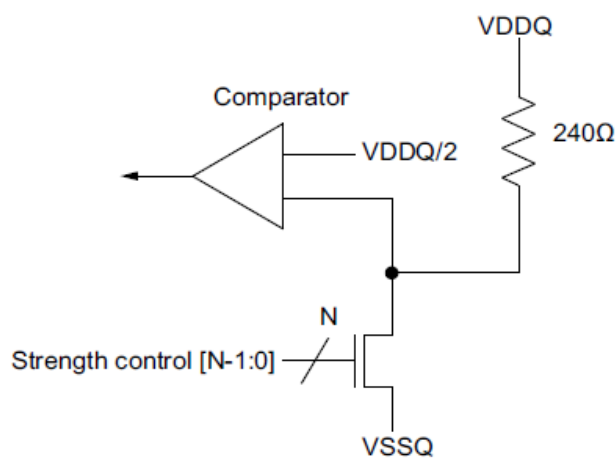 VDDQ
Comparator
240Ω
VDDQ/2
N
Strength control [N-1:0]
VSSQ